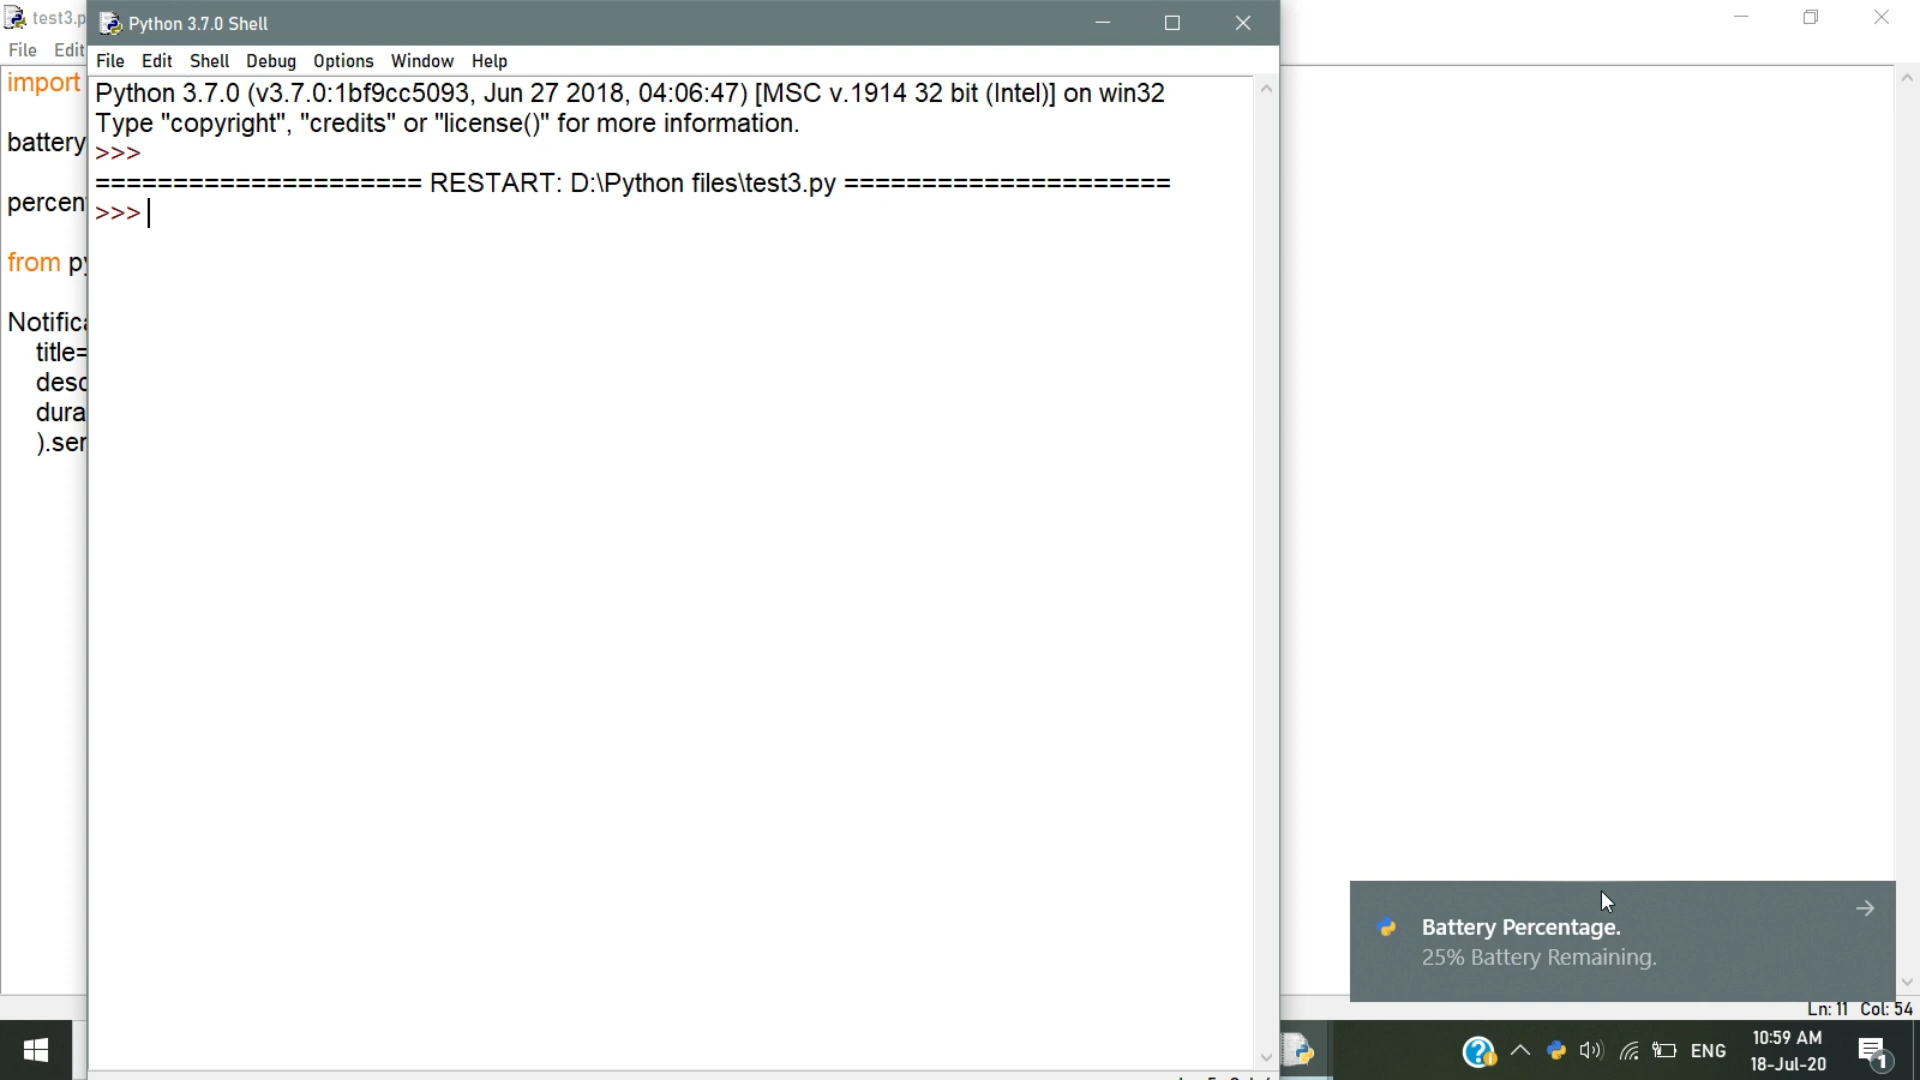 test3.p
File Edit
import
battery
percen
from py
Notifica
title=
desc
dura
).ser
Python 3.7.0 Shell
File Edit Shell Debug Options Window Help
Python 3.7.0 (v3.7.0:1bf9cc5093, Jun 27 2018, 04:06:47) [MSC v.1914 32 bit (Intel)] on win32
Type "copyright", "credits" or "license()" for more information.
>>>
===================== RESTART: D:\Python files\test3.py =====================
>>>
Battery Percentage.
25% Battery Remaining.
Ln: 11 Col: 54
ENG
10:59 AM
18-Jul-20
1